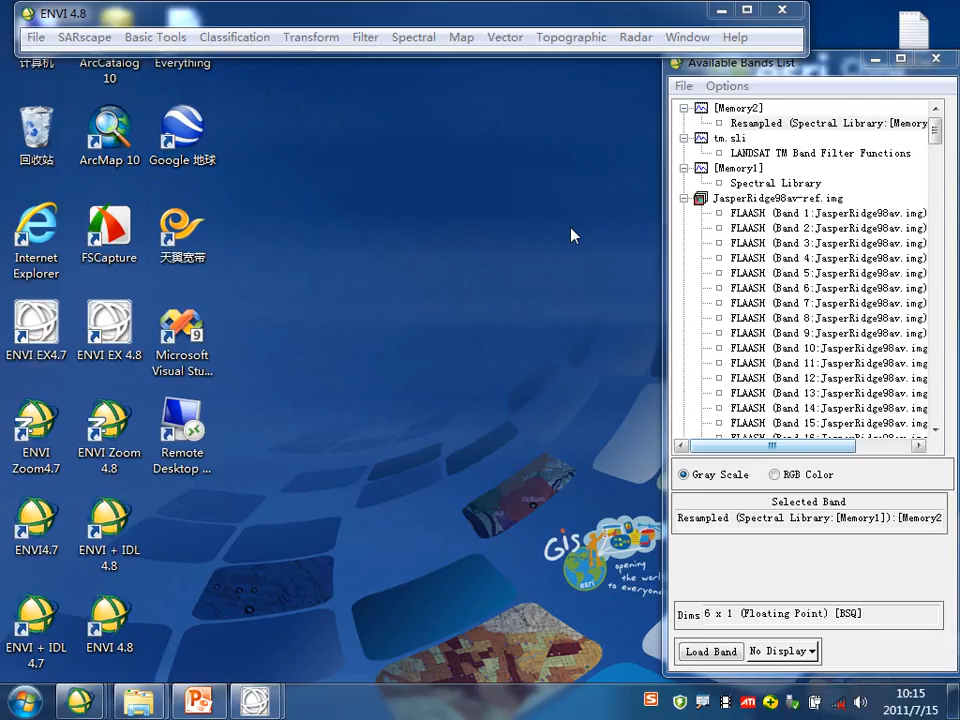 ENVI 4.8
File SARscape Basic Tools Classification Transform Filter Spectral Map Vector Topographic Radar Window Help
计算机
ArcCatalog 10
Everything
回收站
ArcMap 10
Google 地球
Internet Explorer
FSCapture
天翼宽带
ENVI EX4.7
ENVI EX 4.8
Microsoft Visual Stu...
ENVI Zoom4.7
ENVI Zoom 4.8
Remote Desktop ...
ENVI4.7
ENVI + IDL 4.8
ENVI + IDL 4.7
ENVI 4.8
Available Bands List
File Options
[Memory2]
Resampled (Spectral Library:[Memory
tm.sli
LANDSAT TM Band Filter Functions
[Memory1]
Spectral Library
JasperRidge98av-ref.img
FLAASH (Band 1:JasperRidge98av.img)
FLAASH (Band 2:JasperRidge98av.img)
FLAASH (Band 3:JasperRidge98av.img)
FLAASH (Band 4:JasperRidge98av.img)
FLAASH (Band 5:JasperRidge98av.img)
FLAASH (Band 6:JasperRidge98av.img)
FLAASH (Band 7:JasperRidge98av.img)
FLAASH (Band 8:JasperRidge98av.img)
FLAASH (Band 9:JasperRidge98av.img)
FLAASH (Band 10:JasperRidge98av.img
FLAASH (Band 11:JasperRidge98av.img
FLAASH (Band 12:JasperRidge98av.img
FLAASH (Band 13:JasperRidge98av.img
FLAASH (Band 14:JasperRidge98av.img
FLAASH (Band 15:JasperRidge98av.img
Gray Scale RGB Color
Selected Band
Resampled (Spectral Library:[Memory1]):[Memory2
Dims 6 x 1 (Floating Point) [BSQ]
Load Band No Display
GIS
opening
the world
to everyone
10:15
2011/7/15